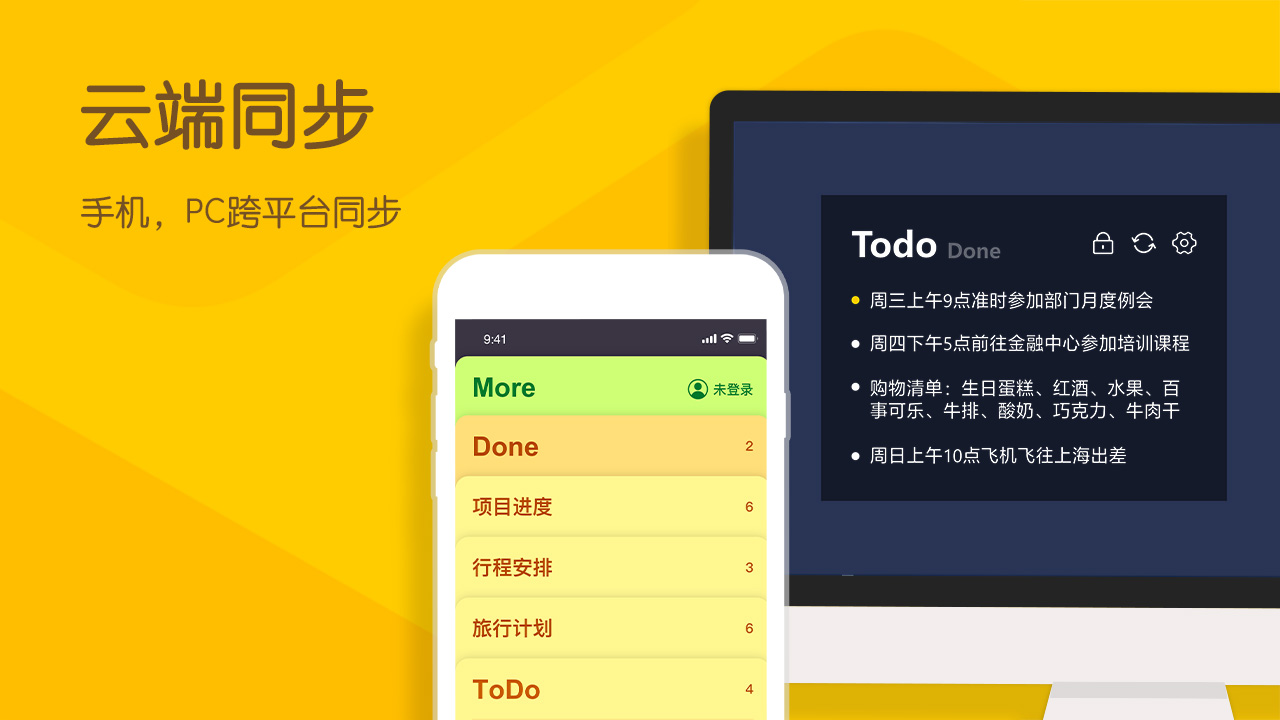 云端同步
手机，PC跨平台同步
9:41
More
未登录
Done 2
项目进度 6
行程安排 3
旅行计划 6
ToDo 4
Todo Done
周三上午9点准时参加部门月度例会
周四下午5点前往金融中心参加培训课程
购物清单：生日蛋糕、红酒、水果、百
事可乐、牛排、酸奶、巧克力、牛肉干
周日上午10点飞机飞往上海出差